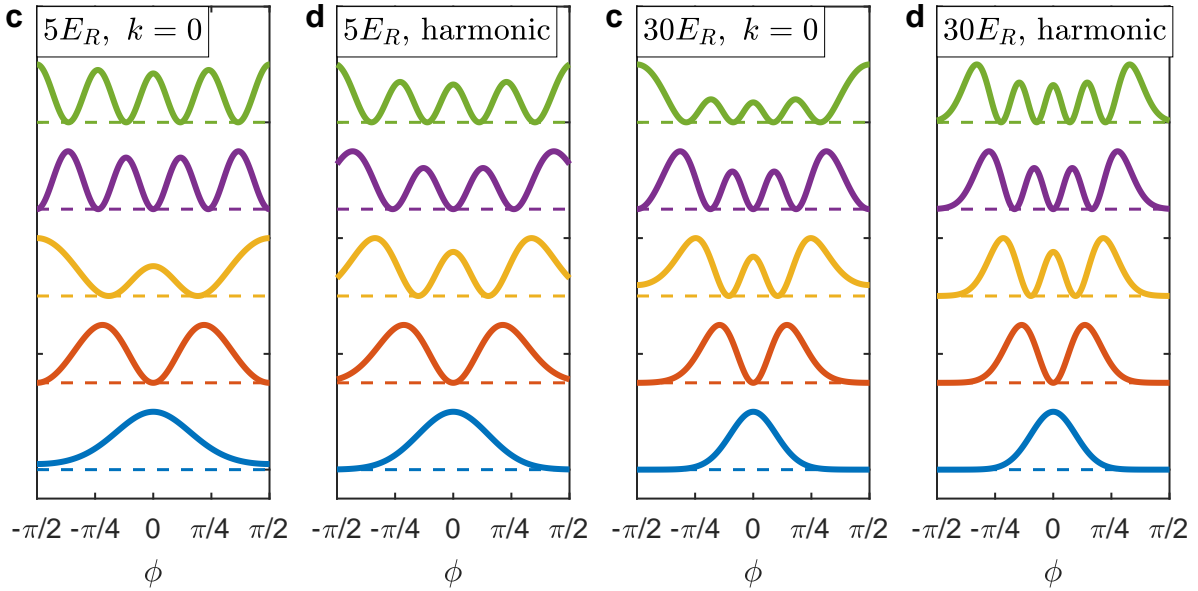 c 5E_R, k = 0
d 5E_R, harmonic
c 30E_R, k = 0
d 30E_R, harmonic
-π/2 -π/4 0 π/4 π/2
-π/2 -π/4 0 π/4 π/2
-π/2 -π/4 0 π/4 π/2
-π/2 -π/4 0 π/4 π/2
ϕ
ϕ
ϕ
ϕ